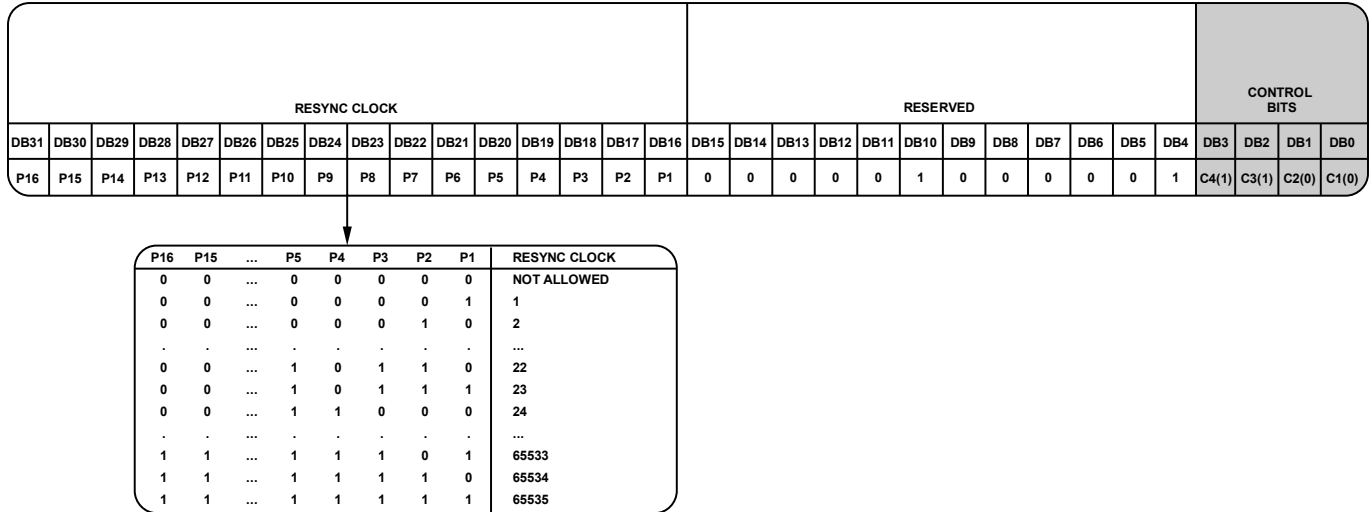 RESYNC CLOCK RESERVED CONTROL
BITS
DB31 DB30 DB29 DB28 DB27 DB26 DB25 DB24 DB23 DB22 DB21 DB20 DB19 DB18 DB17 DB16 DB15 DB14 DB13 DB12 DB11 DB10 DB9 DB8 DB7 DB6 DB5 DB4 DB3 DB2 DB1 DB0
P16 P15 P14 P13 P12 P11 P10 P9 P8 P7 P6 P5 P4 P3 P2 P1 0 0 0 0 0 1 0 0 0 0 0 1 C4(1) C3(1) C2(0) C1(0)
P16 P15 ... P5 P4 P3 P2 P1 RESYNC CLOCK
0 0 ... 0 0 0 0 0 NOT ALLOWED
0 0 ... 0 0 0 0 1 1
0 0 ... 0 0 0 1 0 2
. . ... . . . . . ...
0 0 ... 1 0 1 1 0 22
0 0 ... 1 0 1 1 1 23
0 0 ... 1 1 0 0 0 24
. . ... . . . . . ...
1 1 ... 1 1 1 0 1 65533
1 1 ... 1 1 1 1 0 65534
1 1 ... 1 1 1 1 1 65535